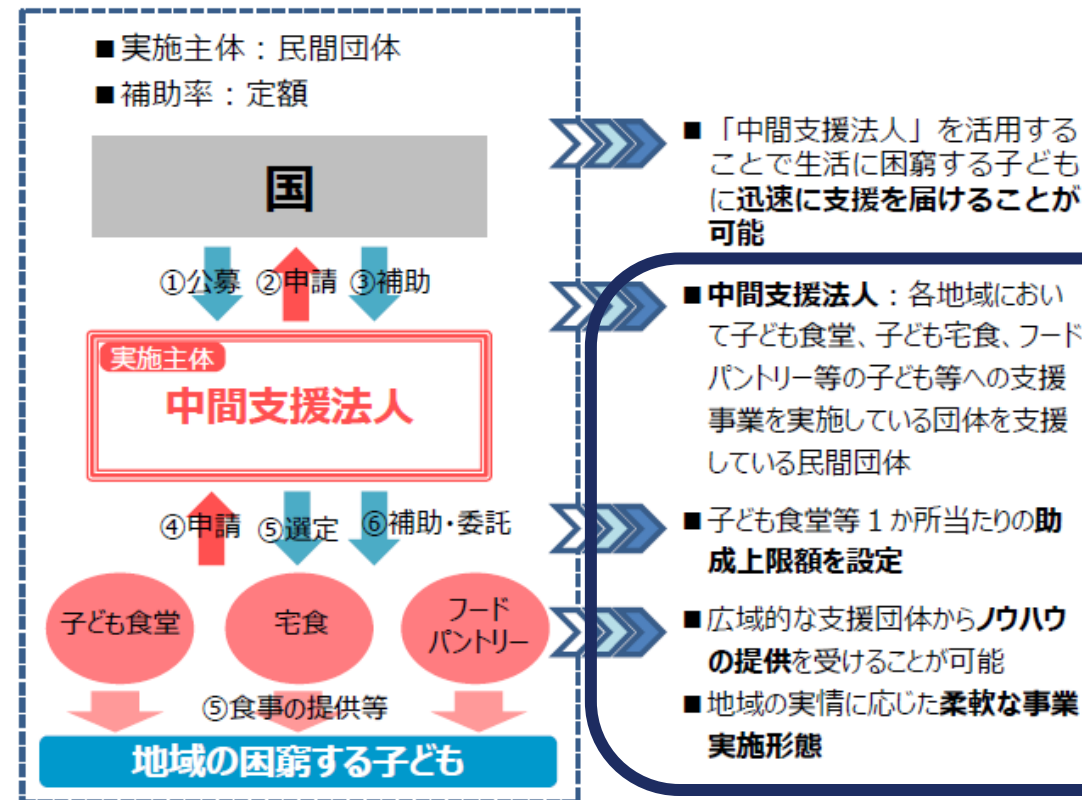 ■実施主体：民間団体
■補助率：定額
国
①公募 ②申請 ③補助
実施主体
中間支援法人
④申請 ⑤選定 ⑥補助・委託
子ども食堂
宅食
フード
パントリー
⑤食事の提供等
地域の困窮する子ども
■「中間支援法人」を活用する
ことで生活に困窮する子ども
に迅速に支援を届けることが
可能
■中間支援法人：各地域におい
て子ども食堂、子ども宅食、フード
パントリー等の子ども等への支援
事業を実施している団体を支援
している民間団体
■子ども食堂等１か所当たりの助
成上限額を設定
■広域的な支援団体からノウハウ
の提供を受けることが可能
■地域の実情に応じた柔軟な事業
実施形態